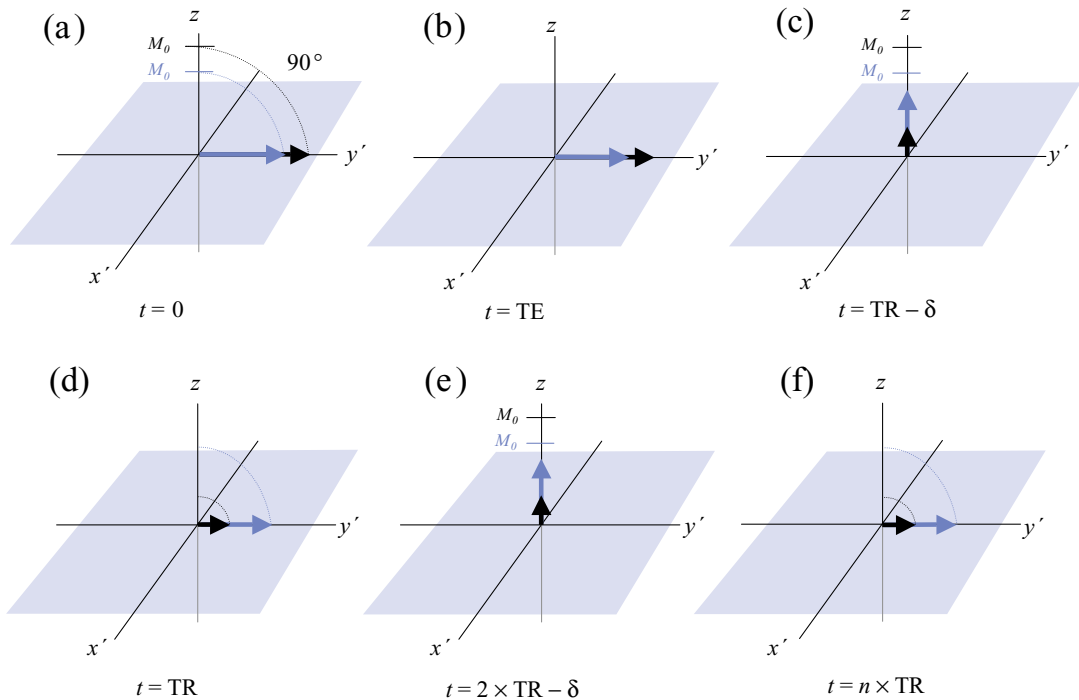 (a)
z
M0
M0
90°
y′
x′
t = 0
(b)
z
y′
x′
t = TE
(c)
z
M0
M0
y′
x′
t = TR − δ
(d)
z
y′
x′
t = TR
(e)
z
M0
M0
y′
x′
t = 2 × TR − δ
(f)
z
y′
x′
t = n × TR